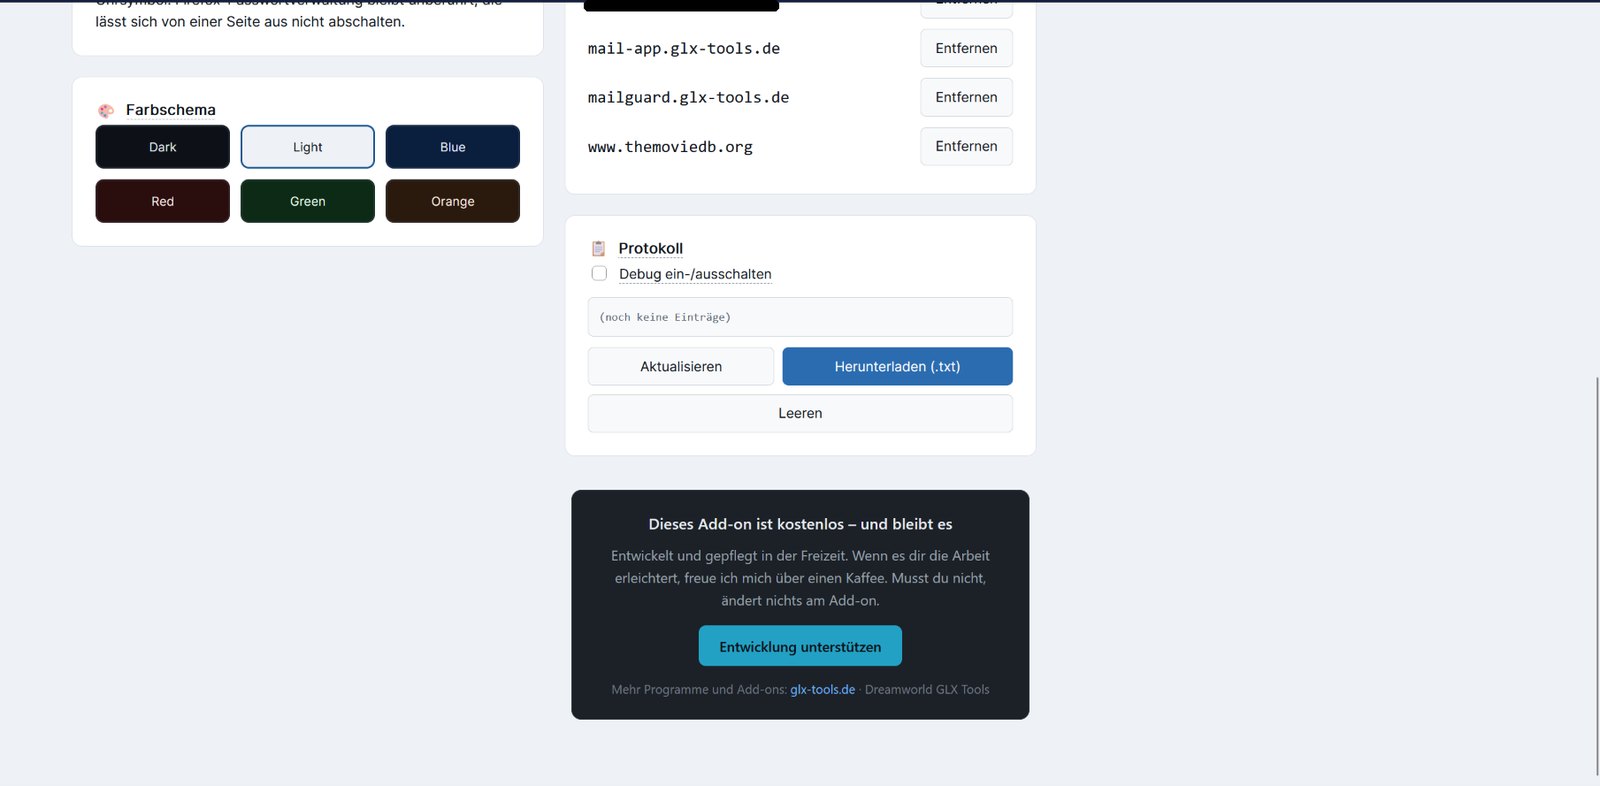 lässt sich von einer Seite aus nicht abschalten.
Farbschema
Dark
Light
Blue
Red
Green
Orange
mail-app.glx-tools.de
Entfernen
mailguard.glx-tools.de
Entfernen
www.themoviedb.org
Entfernen
Protokoll
Debug ein-/ausschalten
(noch keine Einträge)
Aktualisieren
Herunterladen (.txt)
Leeren
Dieses Add-on ist kostenlos – und bleibt es
Entwickelt und gepflegt in der Freizeit. Wenn es dir die Arbeit
erleichtert, freue ich mich über einen Kaffee. Musst du nicht,
ändert nichts am Add-on.
Entwicklung unterstützen
Mehr Programme und Add-ons: glx-tools.de · Dreamworld GLX Tools